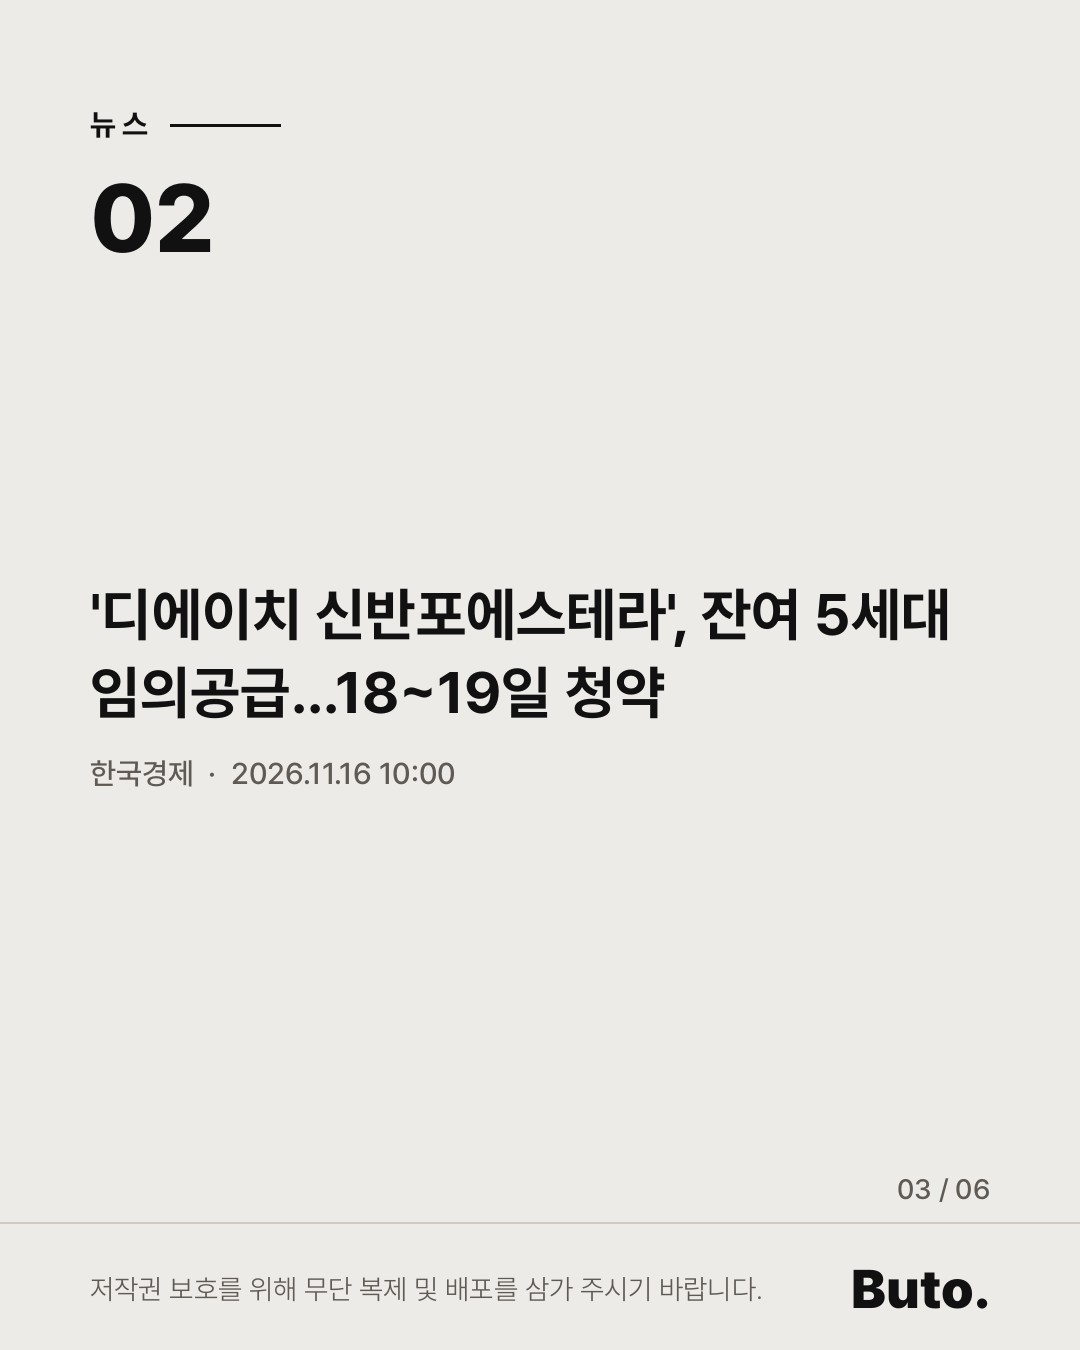 뉴스
02
'디에이치 신반포에스테라', 잔여 5세대
임의공급...18~19일 청약
한국경제 · 2026.11.16 10:00
03 / 06
저작권 보호를 위해 무단 복제 및 배포를 삼가 주시기 바랍니다.
Buto.